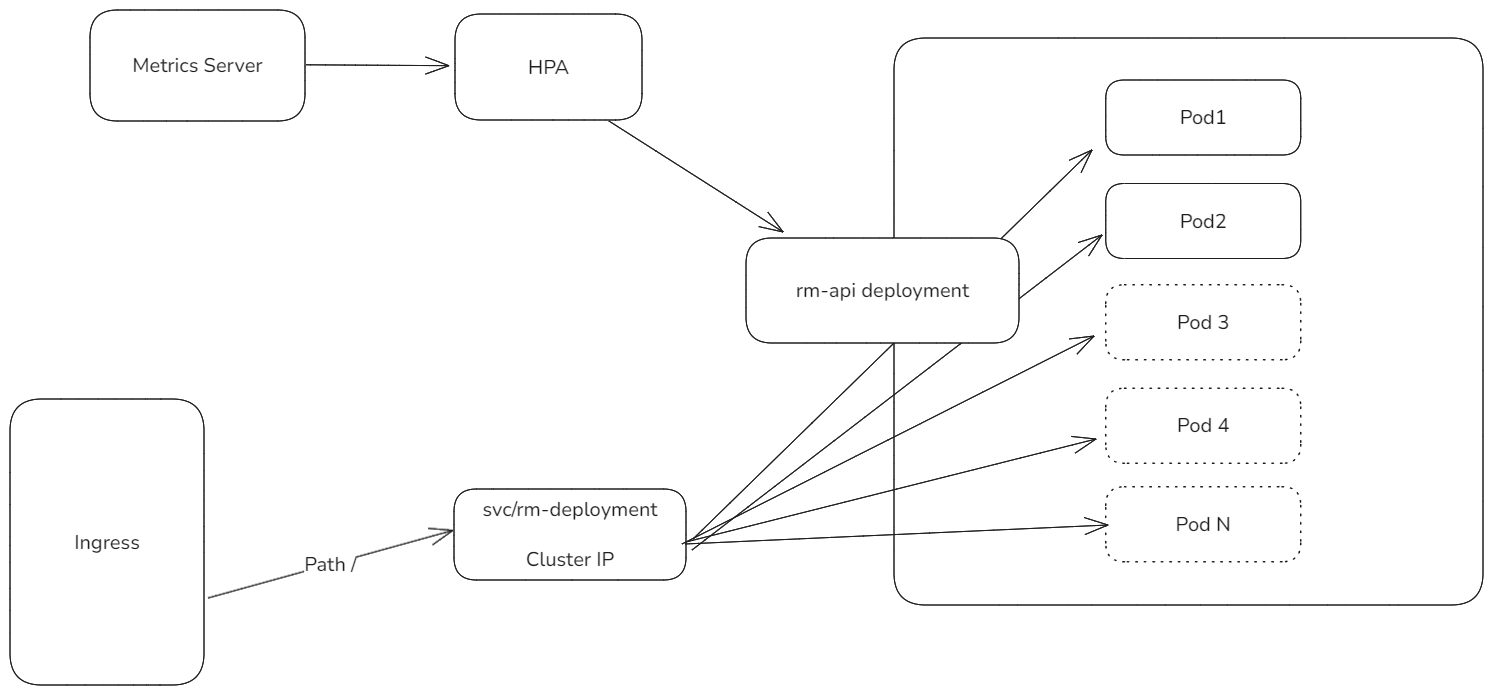 Metrics Server
HPA
Pod1
Pod2
rm-api deployment
Pod 3
Pod 4
svc/rm-deployment
Cluster IP
Pod N
Ingress
Path /